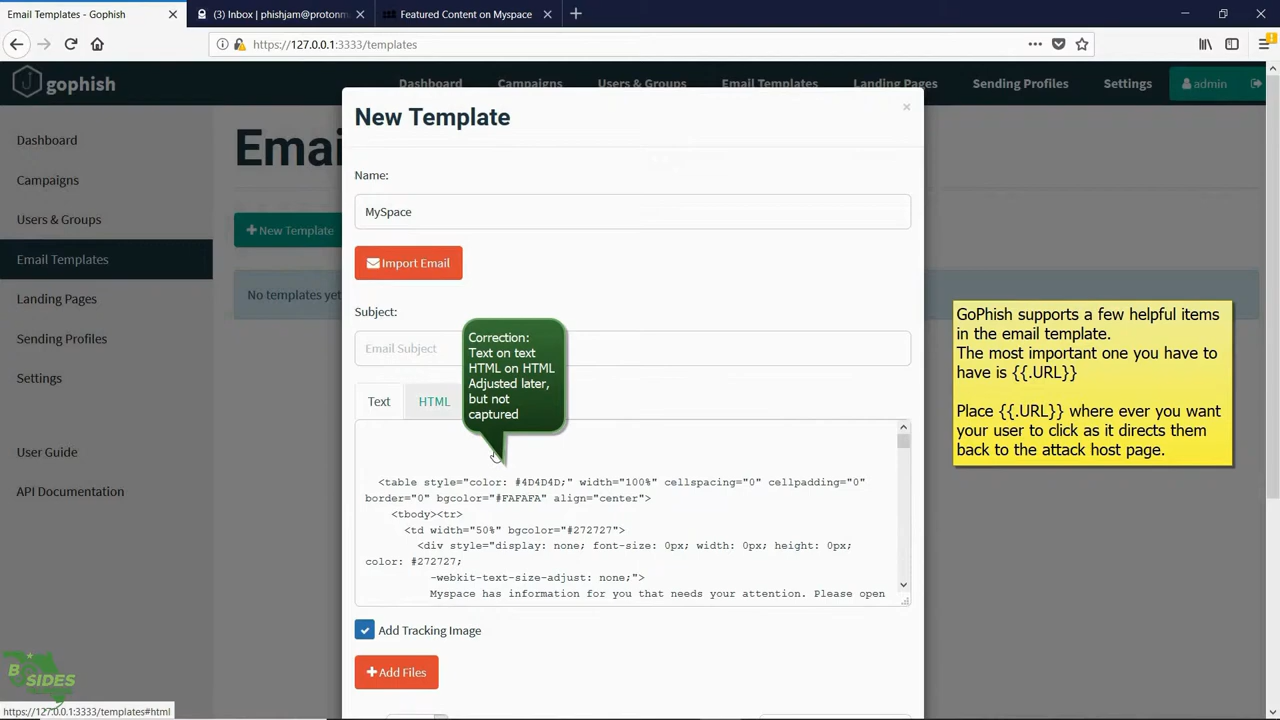 Email Templates - Gophish
(3) Inbox | phishjam@protonm
Featured Content on Myspace
https://127.0.0.1:3333/templates
gophish
Dashboard
Campaigns
Users & Groups
Email Templates
Landing Pages
Sending Profiles
Settings
admin
Dashboard
Campaigns
Users & Groups
Email Templates
Landing Pages
Sending Profiles
Settings
User Guide
API Documentation
Emai
New Template
No templates yet
New Template
Name:
MySpace
Import Email
Subject:
Email Subject
Correction:
Text on text
HTML on HTML
Adjusted later,
but not
captured
Text
HTML
<table style="color: #4D4D4D;" width="100%" cellspacing="0" cellpadding="0"
border="0" bgcolor="#FAFAFA" align="center">
<tbody><tr>
<td width="50%" bgcolor="#272727">
<div style="display: none; font-size: 0px; width: 0px; height: 0px;
color: #272727;
-webkit-text-size-adjust: none;">
Myspace has information for you that needs your attention. Please open
Add Tracking Image
Add Files
GoPhish supports a few helpful items
in the email template.
The most important one you have to
have is {{.URL}}
Place {{.URL}} where ever you want
your user to click as it directs them
back to the attack host page.
B SIDES
https://127.0.0.1:3333/templates#html